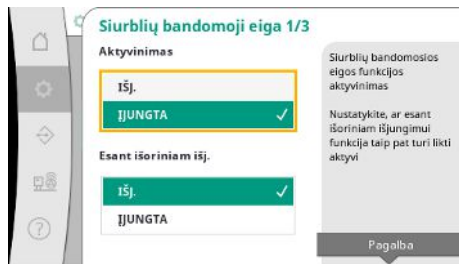 Siurblių bandomoji eiga 1/3
Aktyvinimas
IŠJ.
ĮJUNGTA
Esant išoriniam išj.
IŠJ.
ĮJUNGTA
Siurblių bandomosios
eigos funkcijos
aktyvinimas
Nustatykite, ar esant
išoriniam išjungimui
funkcija taip pat turi likti
aktyvi
Pagalba